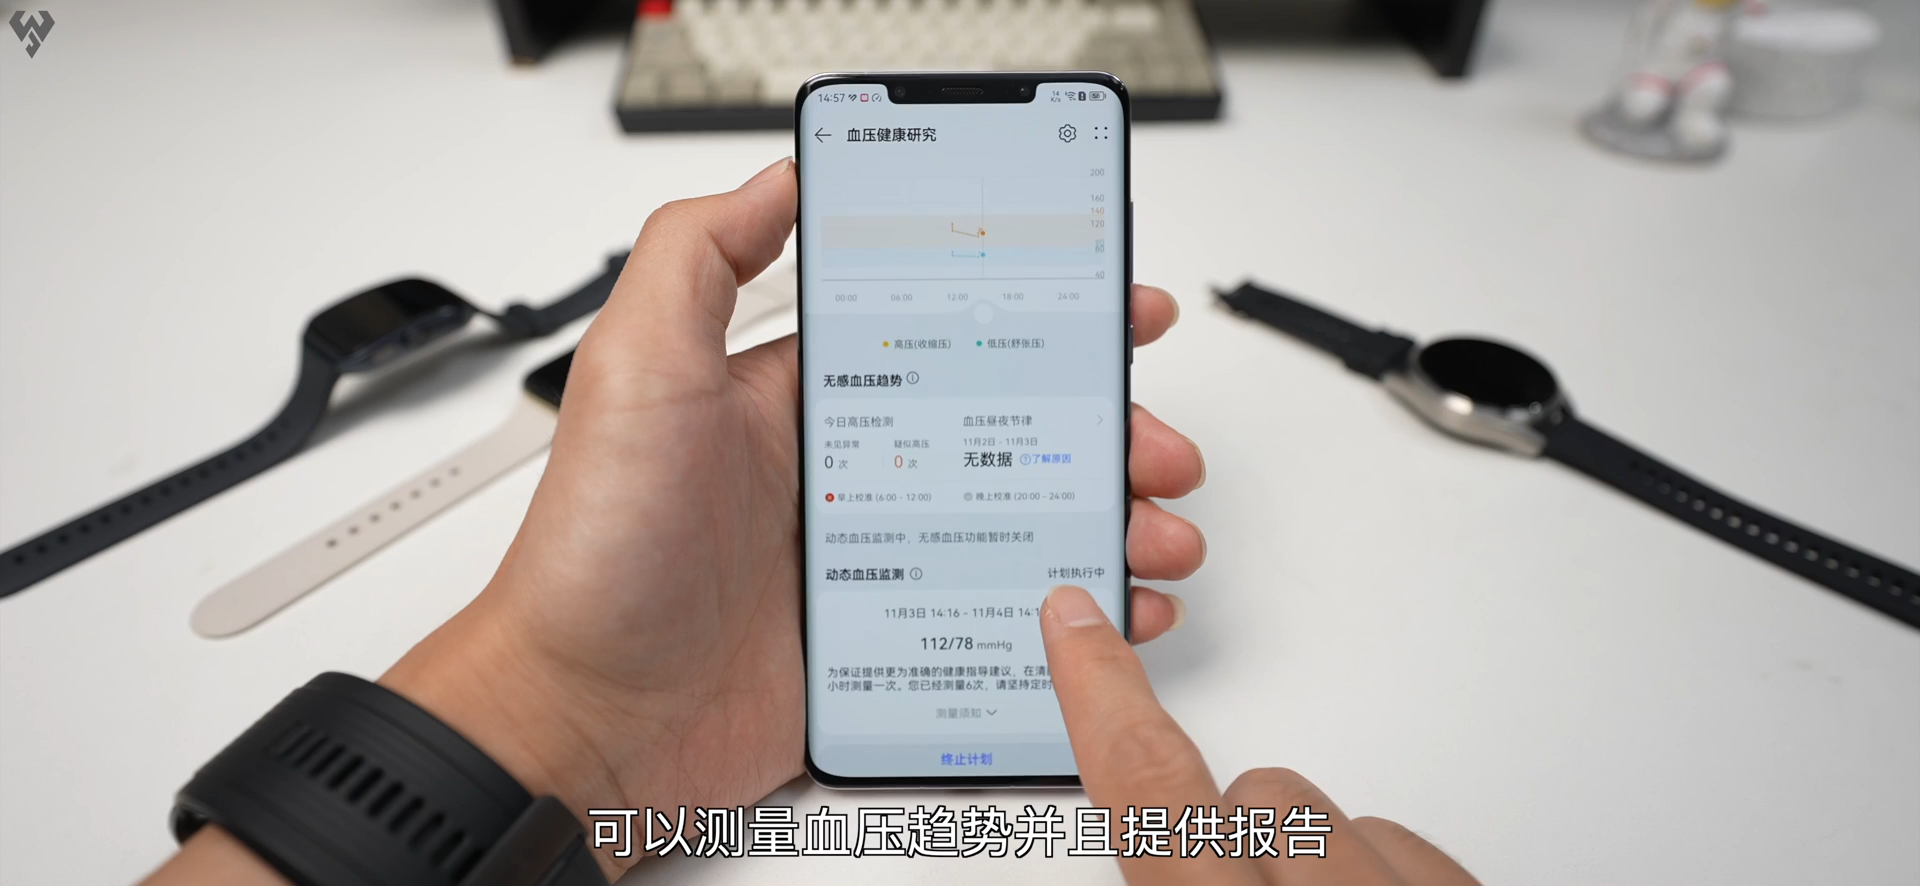 14:57
14 K/s
血压健康研究
200
160
140
120
60
40
00:00 06:00 12:00 18:00 24:00
高压(收缩压) 低压(舒张压)
无感血压趋势
今日高压检测 血压昼夜节律
未见异常 疑似高压 11月2日 - 11月3日
0 次 0 次 无数据 了解原因
早上校准 (6:00 - 12:00) 晚上校准 (20:00 - 24:00)
动态血压监测中，无感血压功能暂时关闭
动态血压监测 计划执行中
11月3日 14:16 - 11月4日 14:1
112/78 mmHg
为保证提供更为准确的健康指导建议，在清
小时测量一次。您已经测量6次，请坚持定时
测量须知
终止计划
可以测量血压趋势并且提供报告